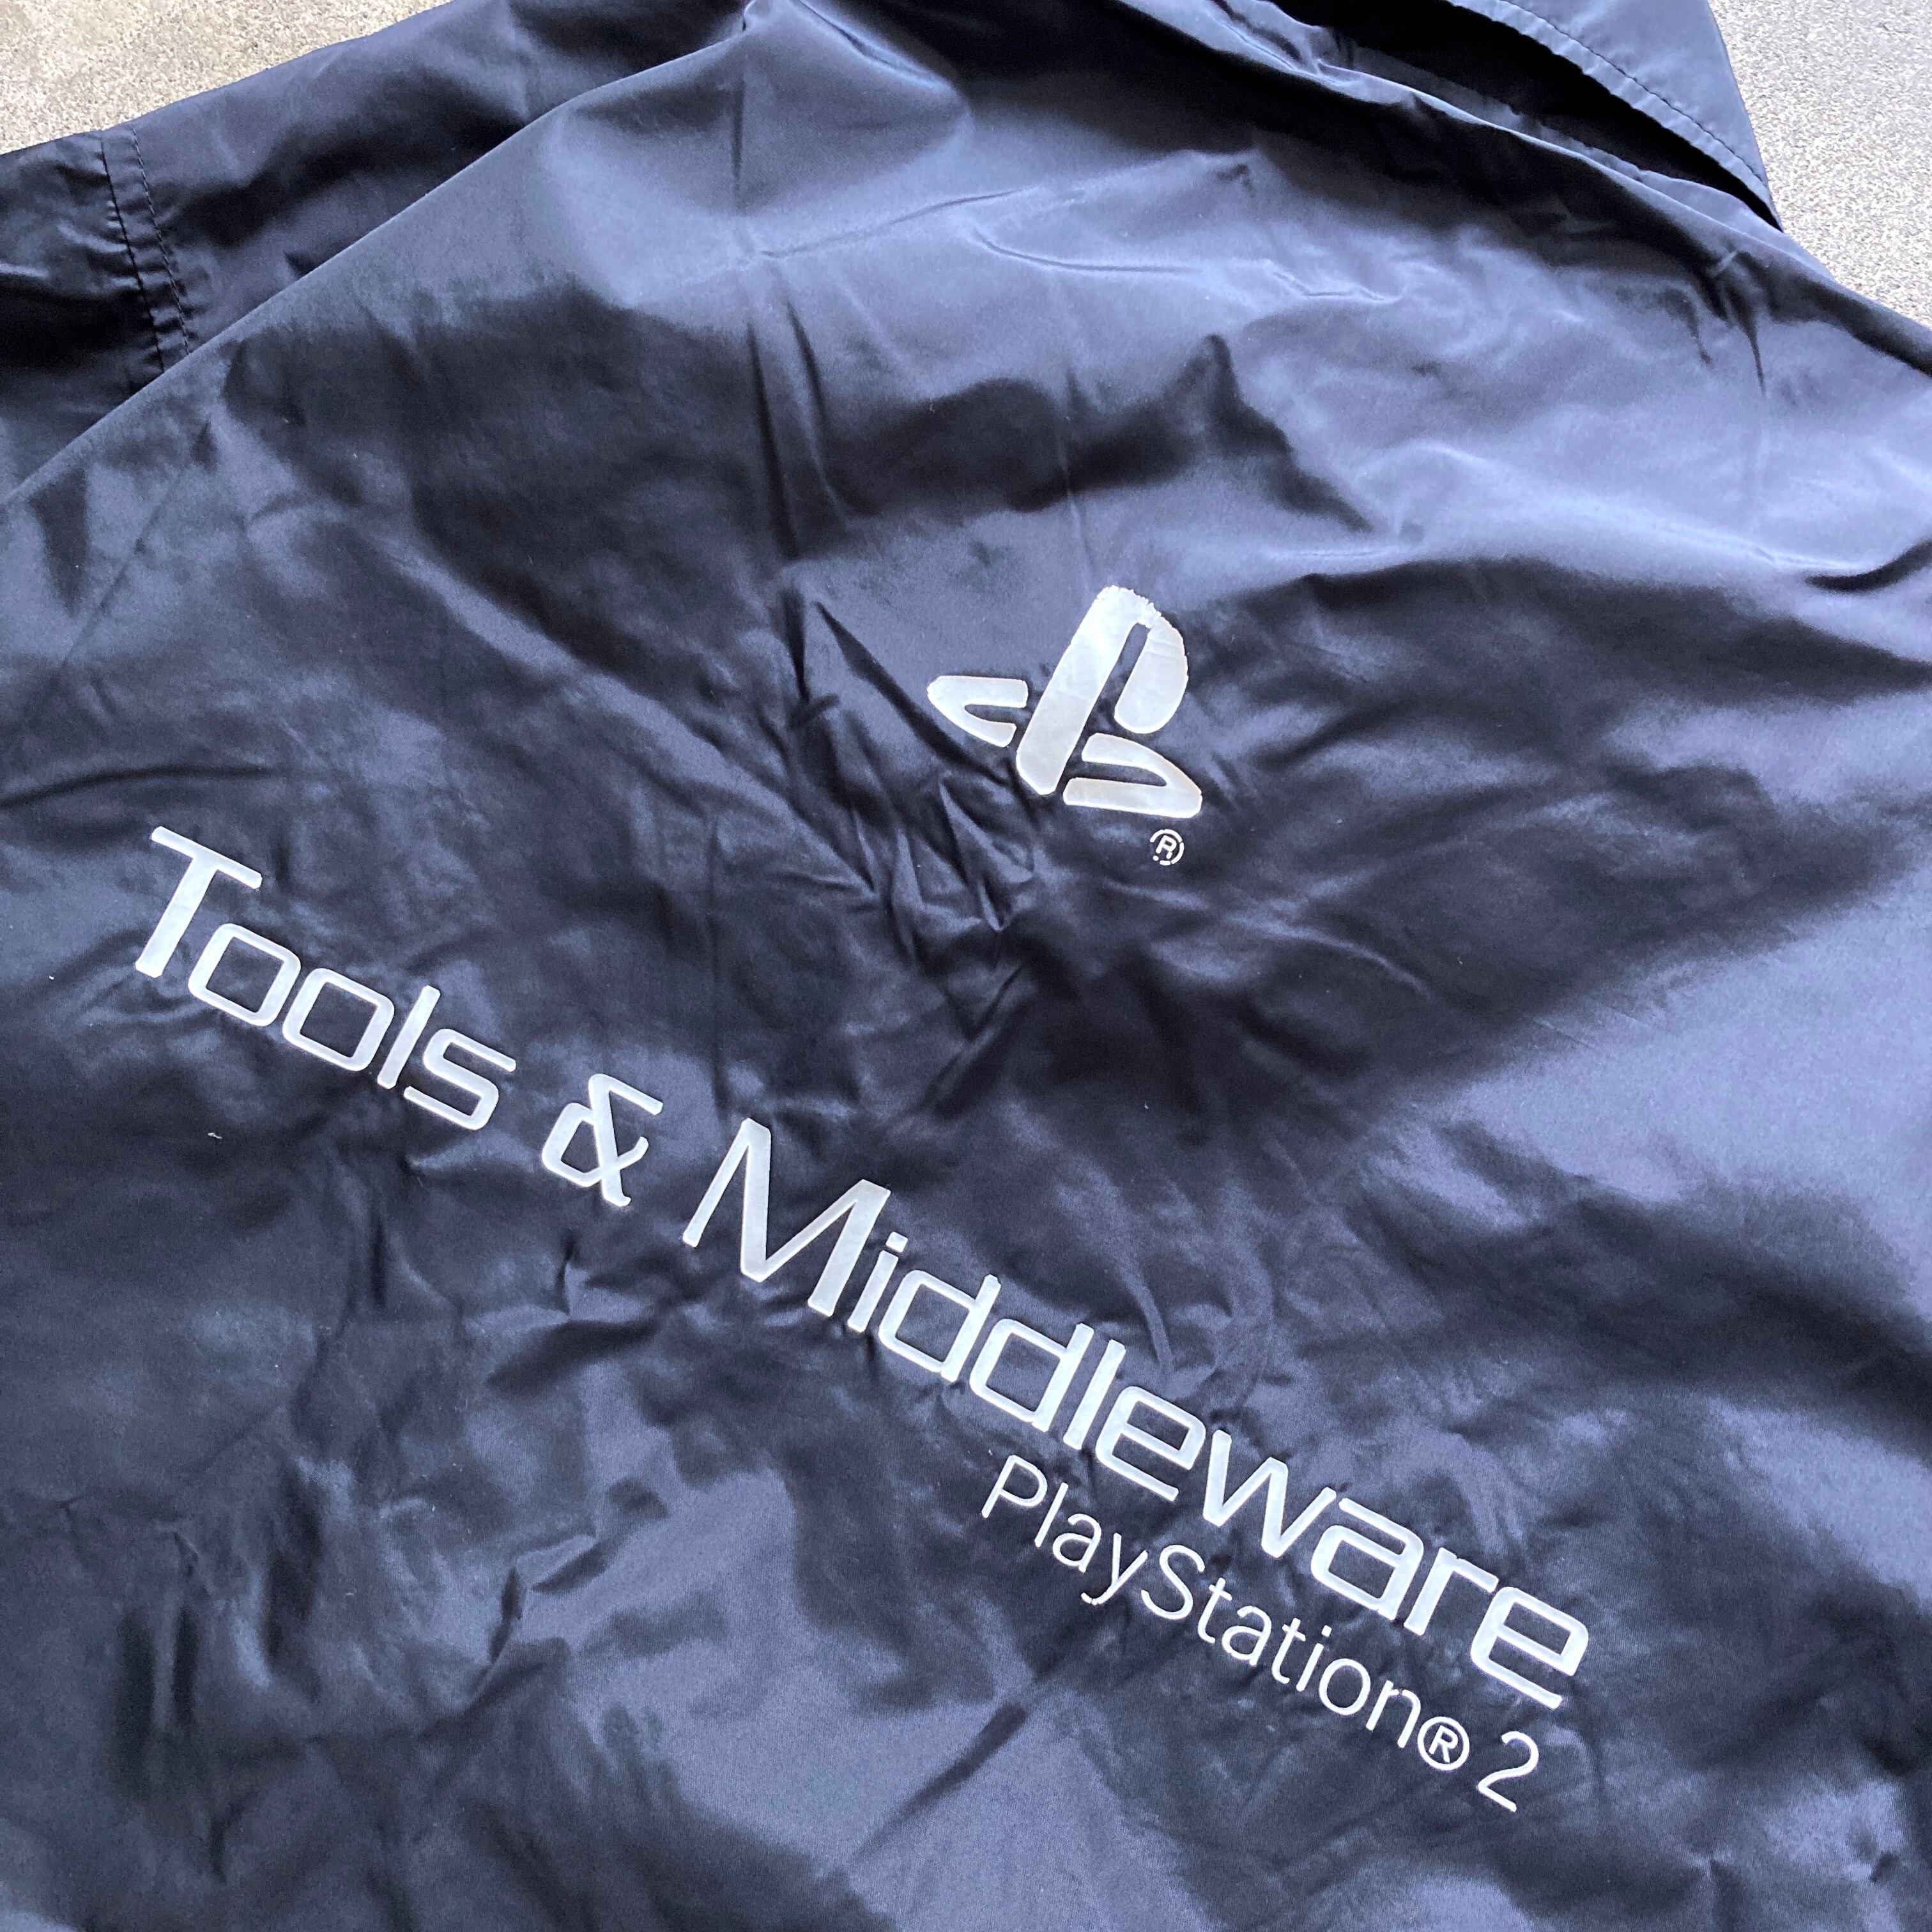 ®
Tools & Middleware
PlayStation® 2